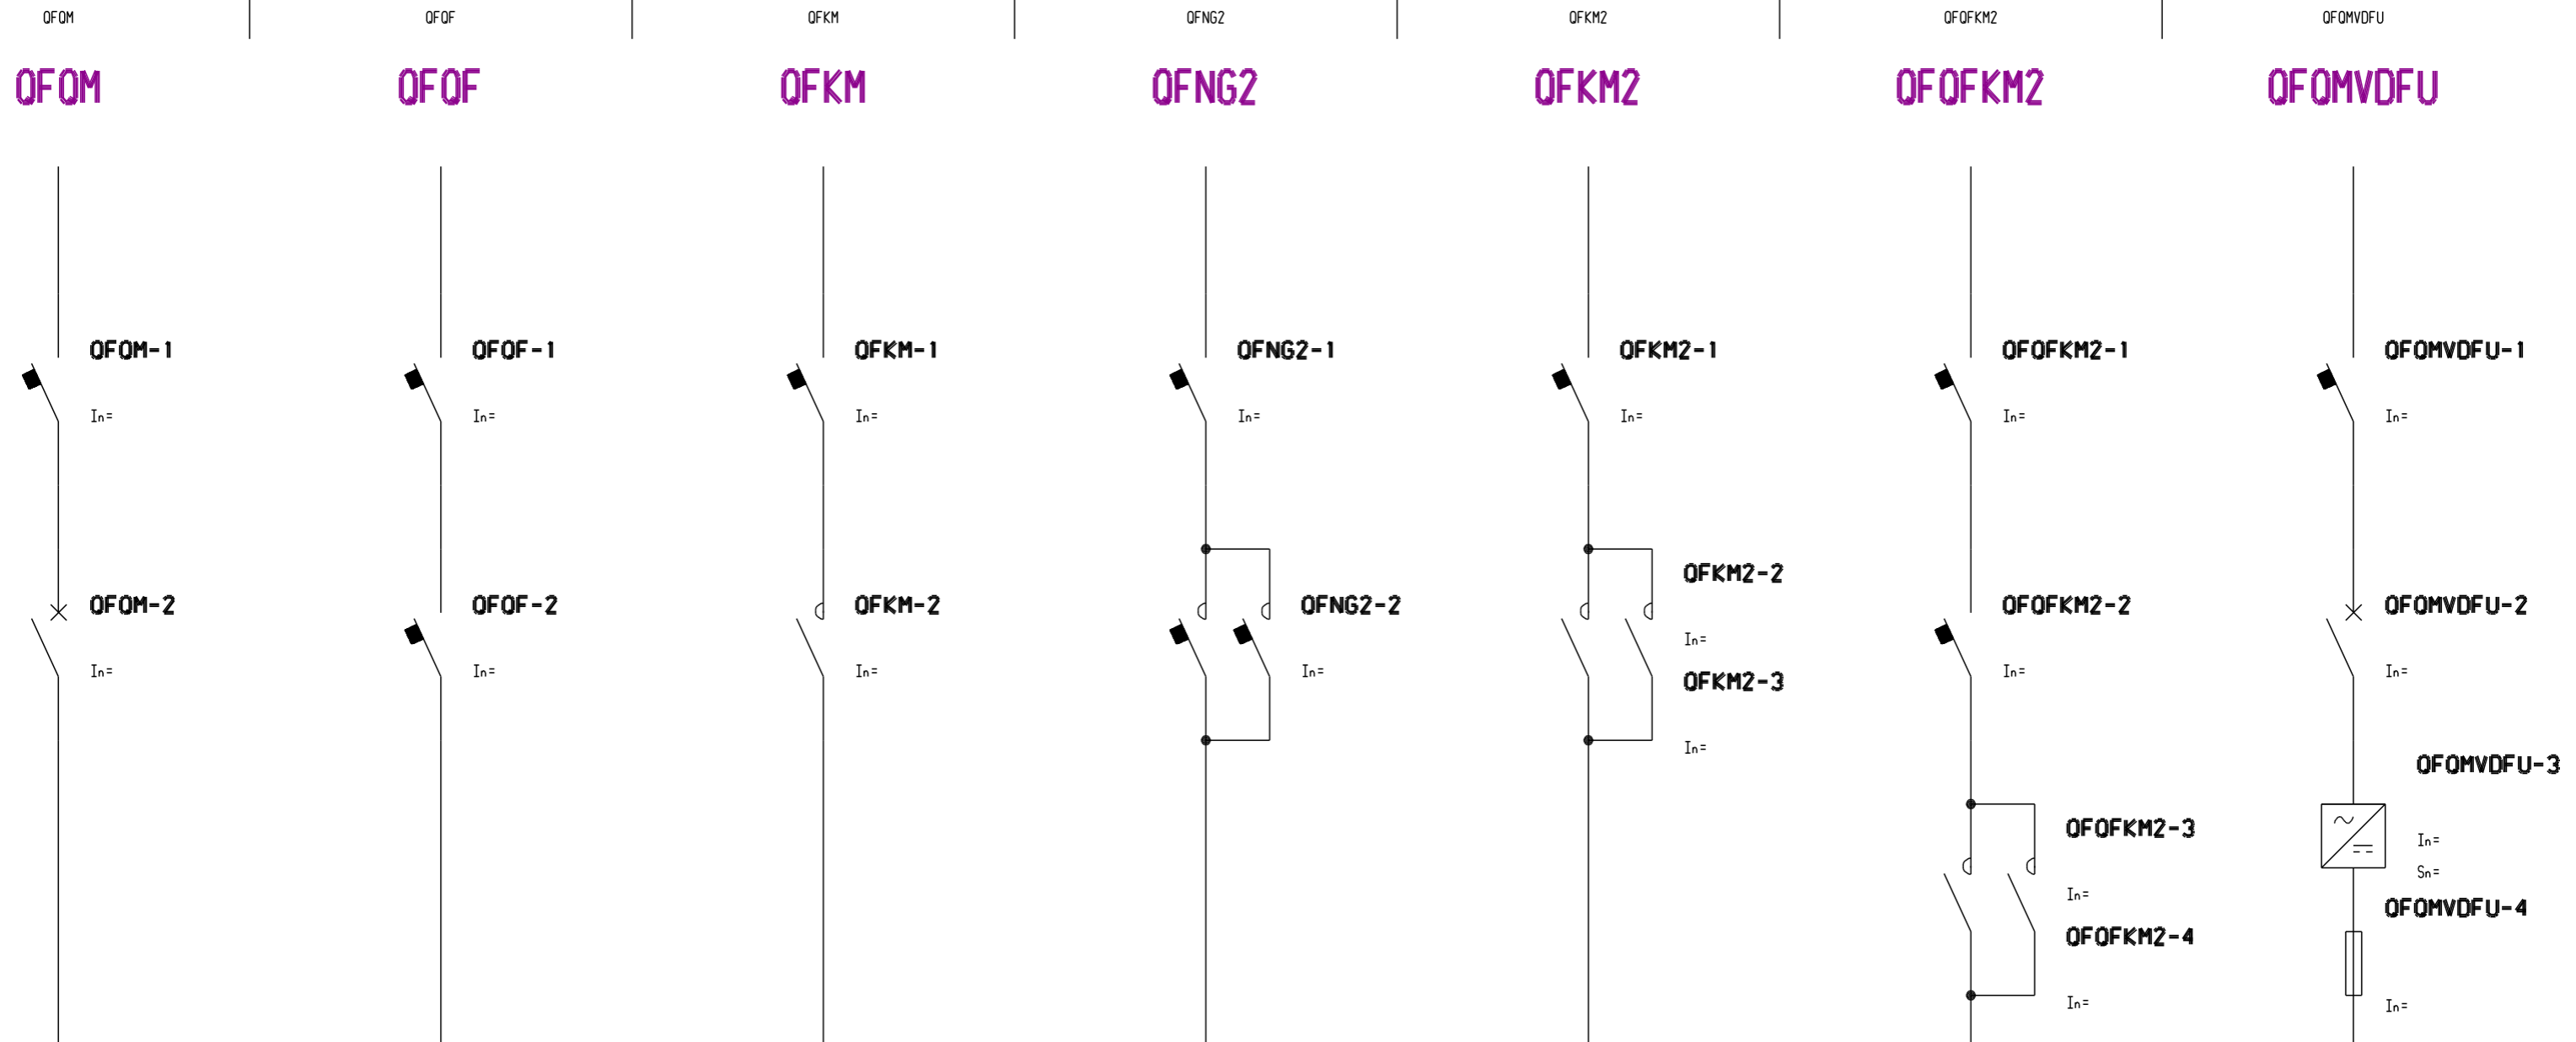 QFQM QFQF QFKM QFNG2 QFKM2 QFQFKM2 QFQMVDFU
QFQM QFQF QFKM QFNG2 QFKM2 QFQFKM2 QFQMVDFU
QFQM-1 QFQF-1 QFKM-1 QFNG2-1 QFKM2-1 QFQFKM2-1 QFQMVDFU-1
In= In= In= In= In= In= In=
QFKM2-2
QFQM-2 QFQF-2 QFKM-2 QFNG2-2 QFQFKM2-2 QFQMVDFU-2
In=
In= In= In= In= In= In=
QFKM2-3
In=
QFQMVDFU-3
QFQFKM2-3
In=
Sn=
In=
QFQMVDFU-4
QFQFKM2-4
In= In=